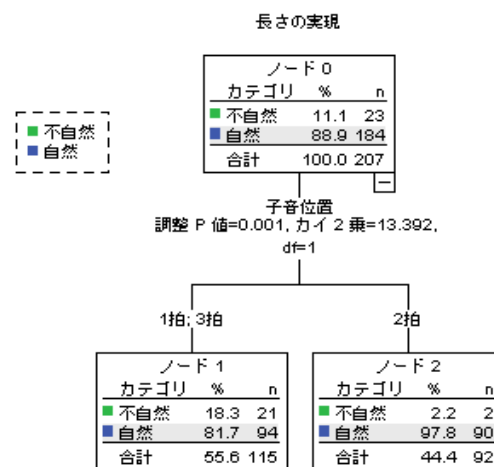 長さの実現
ノード 0
カテゴリ % n
不自然 11.1 23
自然 88.9 184
合計 100.0 207
不自然
自然
子音位置
調整 P 値=0.001, カイ 2 乗=13.392,
df=1
1拍; 3拍
2拍
ノード 1
カテゴリ % n
不自然 18.3 21
自然 81.7 94
合計 55.6 115
ノード 2
カテゴリ % n
不自然 2.2 2
自然 97.8 90
合計 44.4 92